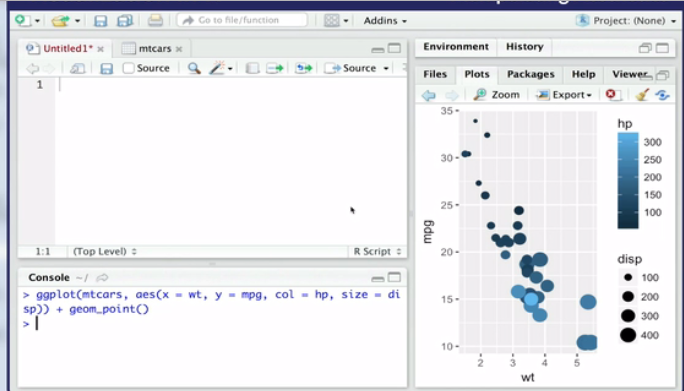 Go to file/function
Addins
Project: (None)
Untitled1*
mtcars
Source
Source
1
1:1
(Top Level)
R Script
Console ~/
> ggplot(mtcars, aes(x = wt, y = mpg, col = hp, size = di
sp)) + geom_point()
>
Environment
History
Files
Plots
Packages
Help
Viewer
Zoom
Export
35
30
25
20
15
10
mpg
2
3
4
5
wt
hp
300
250
200
150
100
disp
100
200
300
400